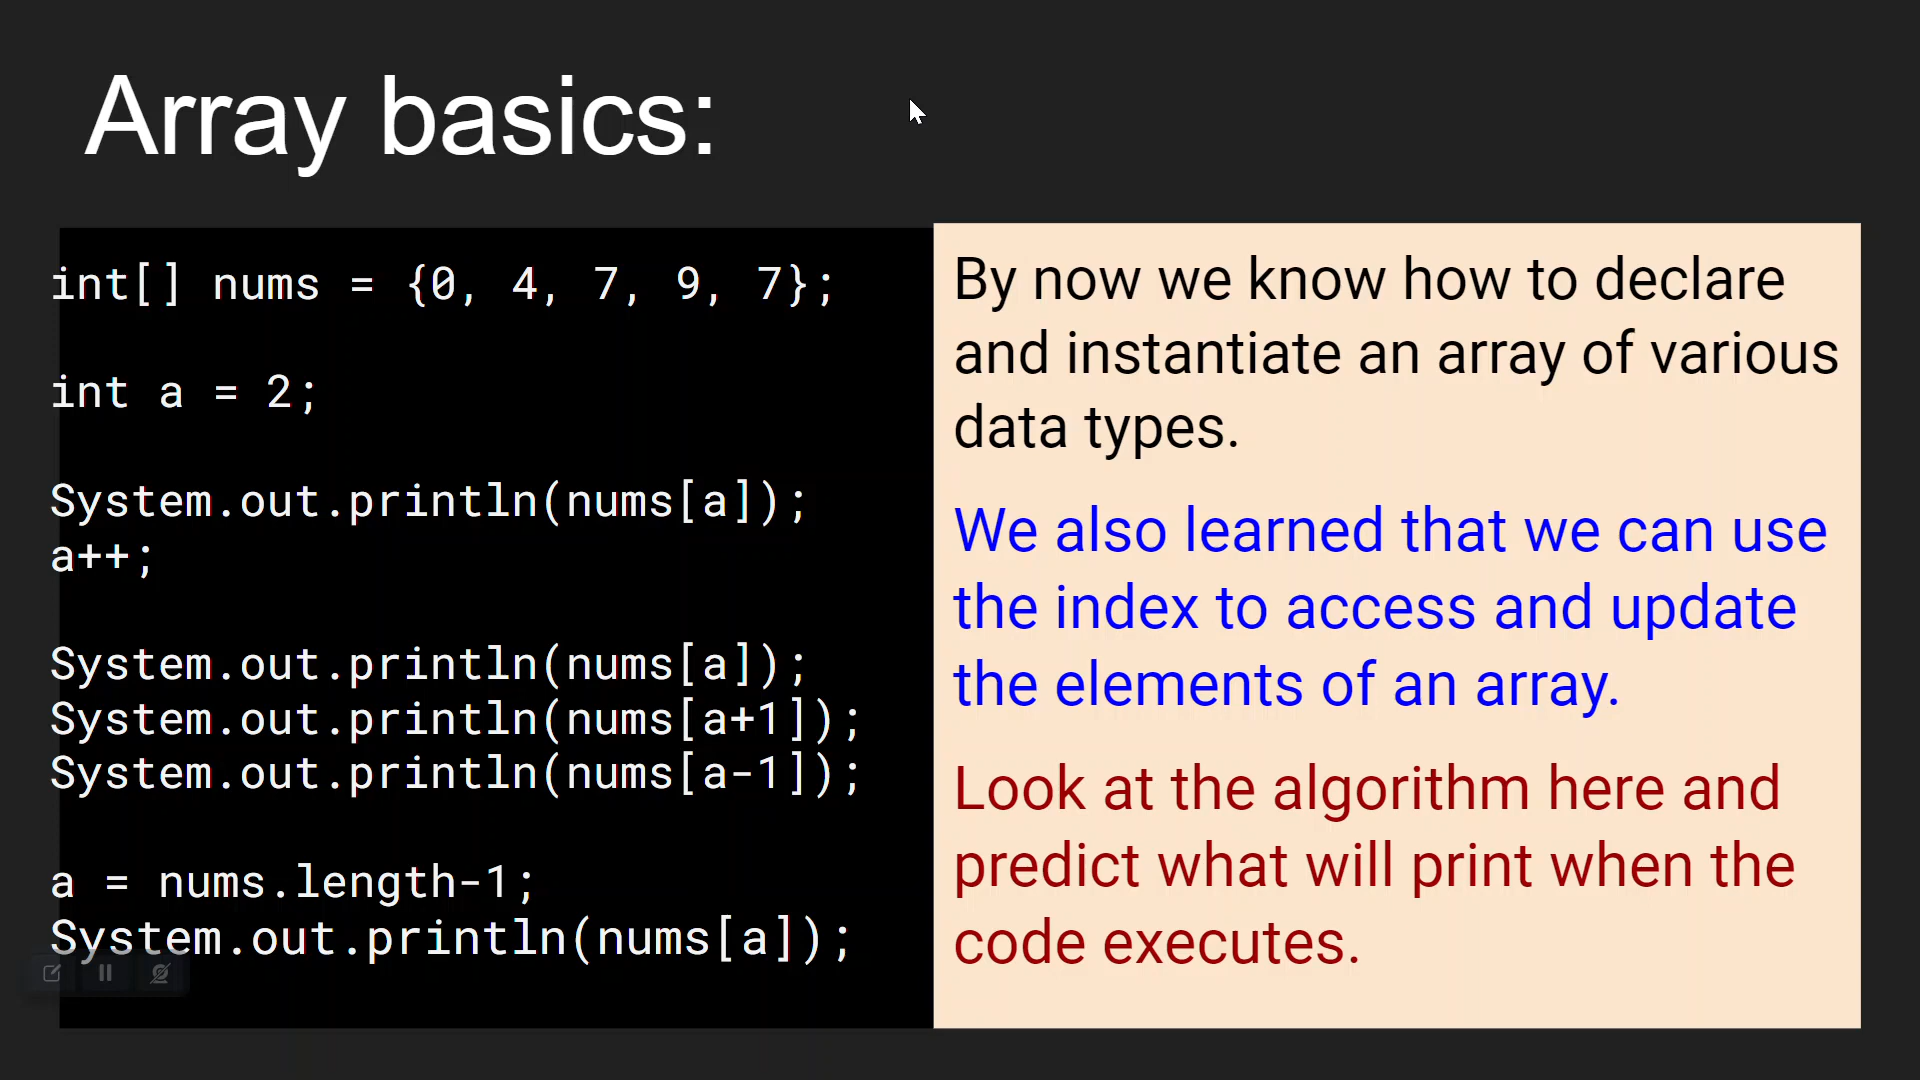 Array basics:
int[] nums = {0, 4, 7, 9, 7};
int a = 2;
System.out.println(nums[a]);
a++;
System.out.println(nums[a]);
System.out.println(nums[a+1]);
System.out.println(nums[a-1]);
a = nums.length-1;
System.out.println(nums[a]);
By now we know how to declare
and instantiate an array of various
data types.
We also learned that we can use
the index to access and update
the elements of an array.
Look at the algorithm here and
predict what will print when the
code executes.